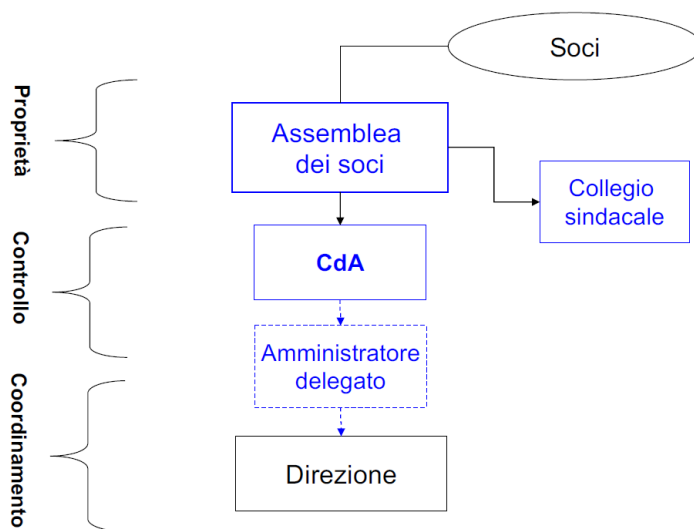 Soci
Proprietà
Assemblea
dei soci
Collegio
sindacale
Controllo
CdA
Amministratore
delegato
Coordinamento
Direzione